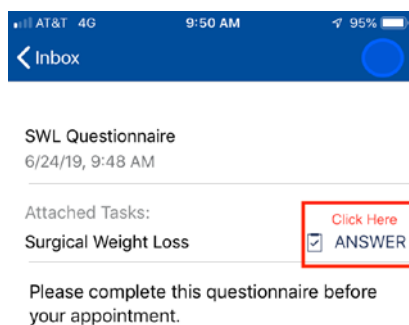 AT&T 4G 9:50 AM 95%
Inbox
SWL Questionnaire
6/24/19, 9:48 AM
Attached Tasks:
Click Here
Surgical Weight Loss ANSWER
Please complete this questionnaire before
your appointment.